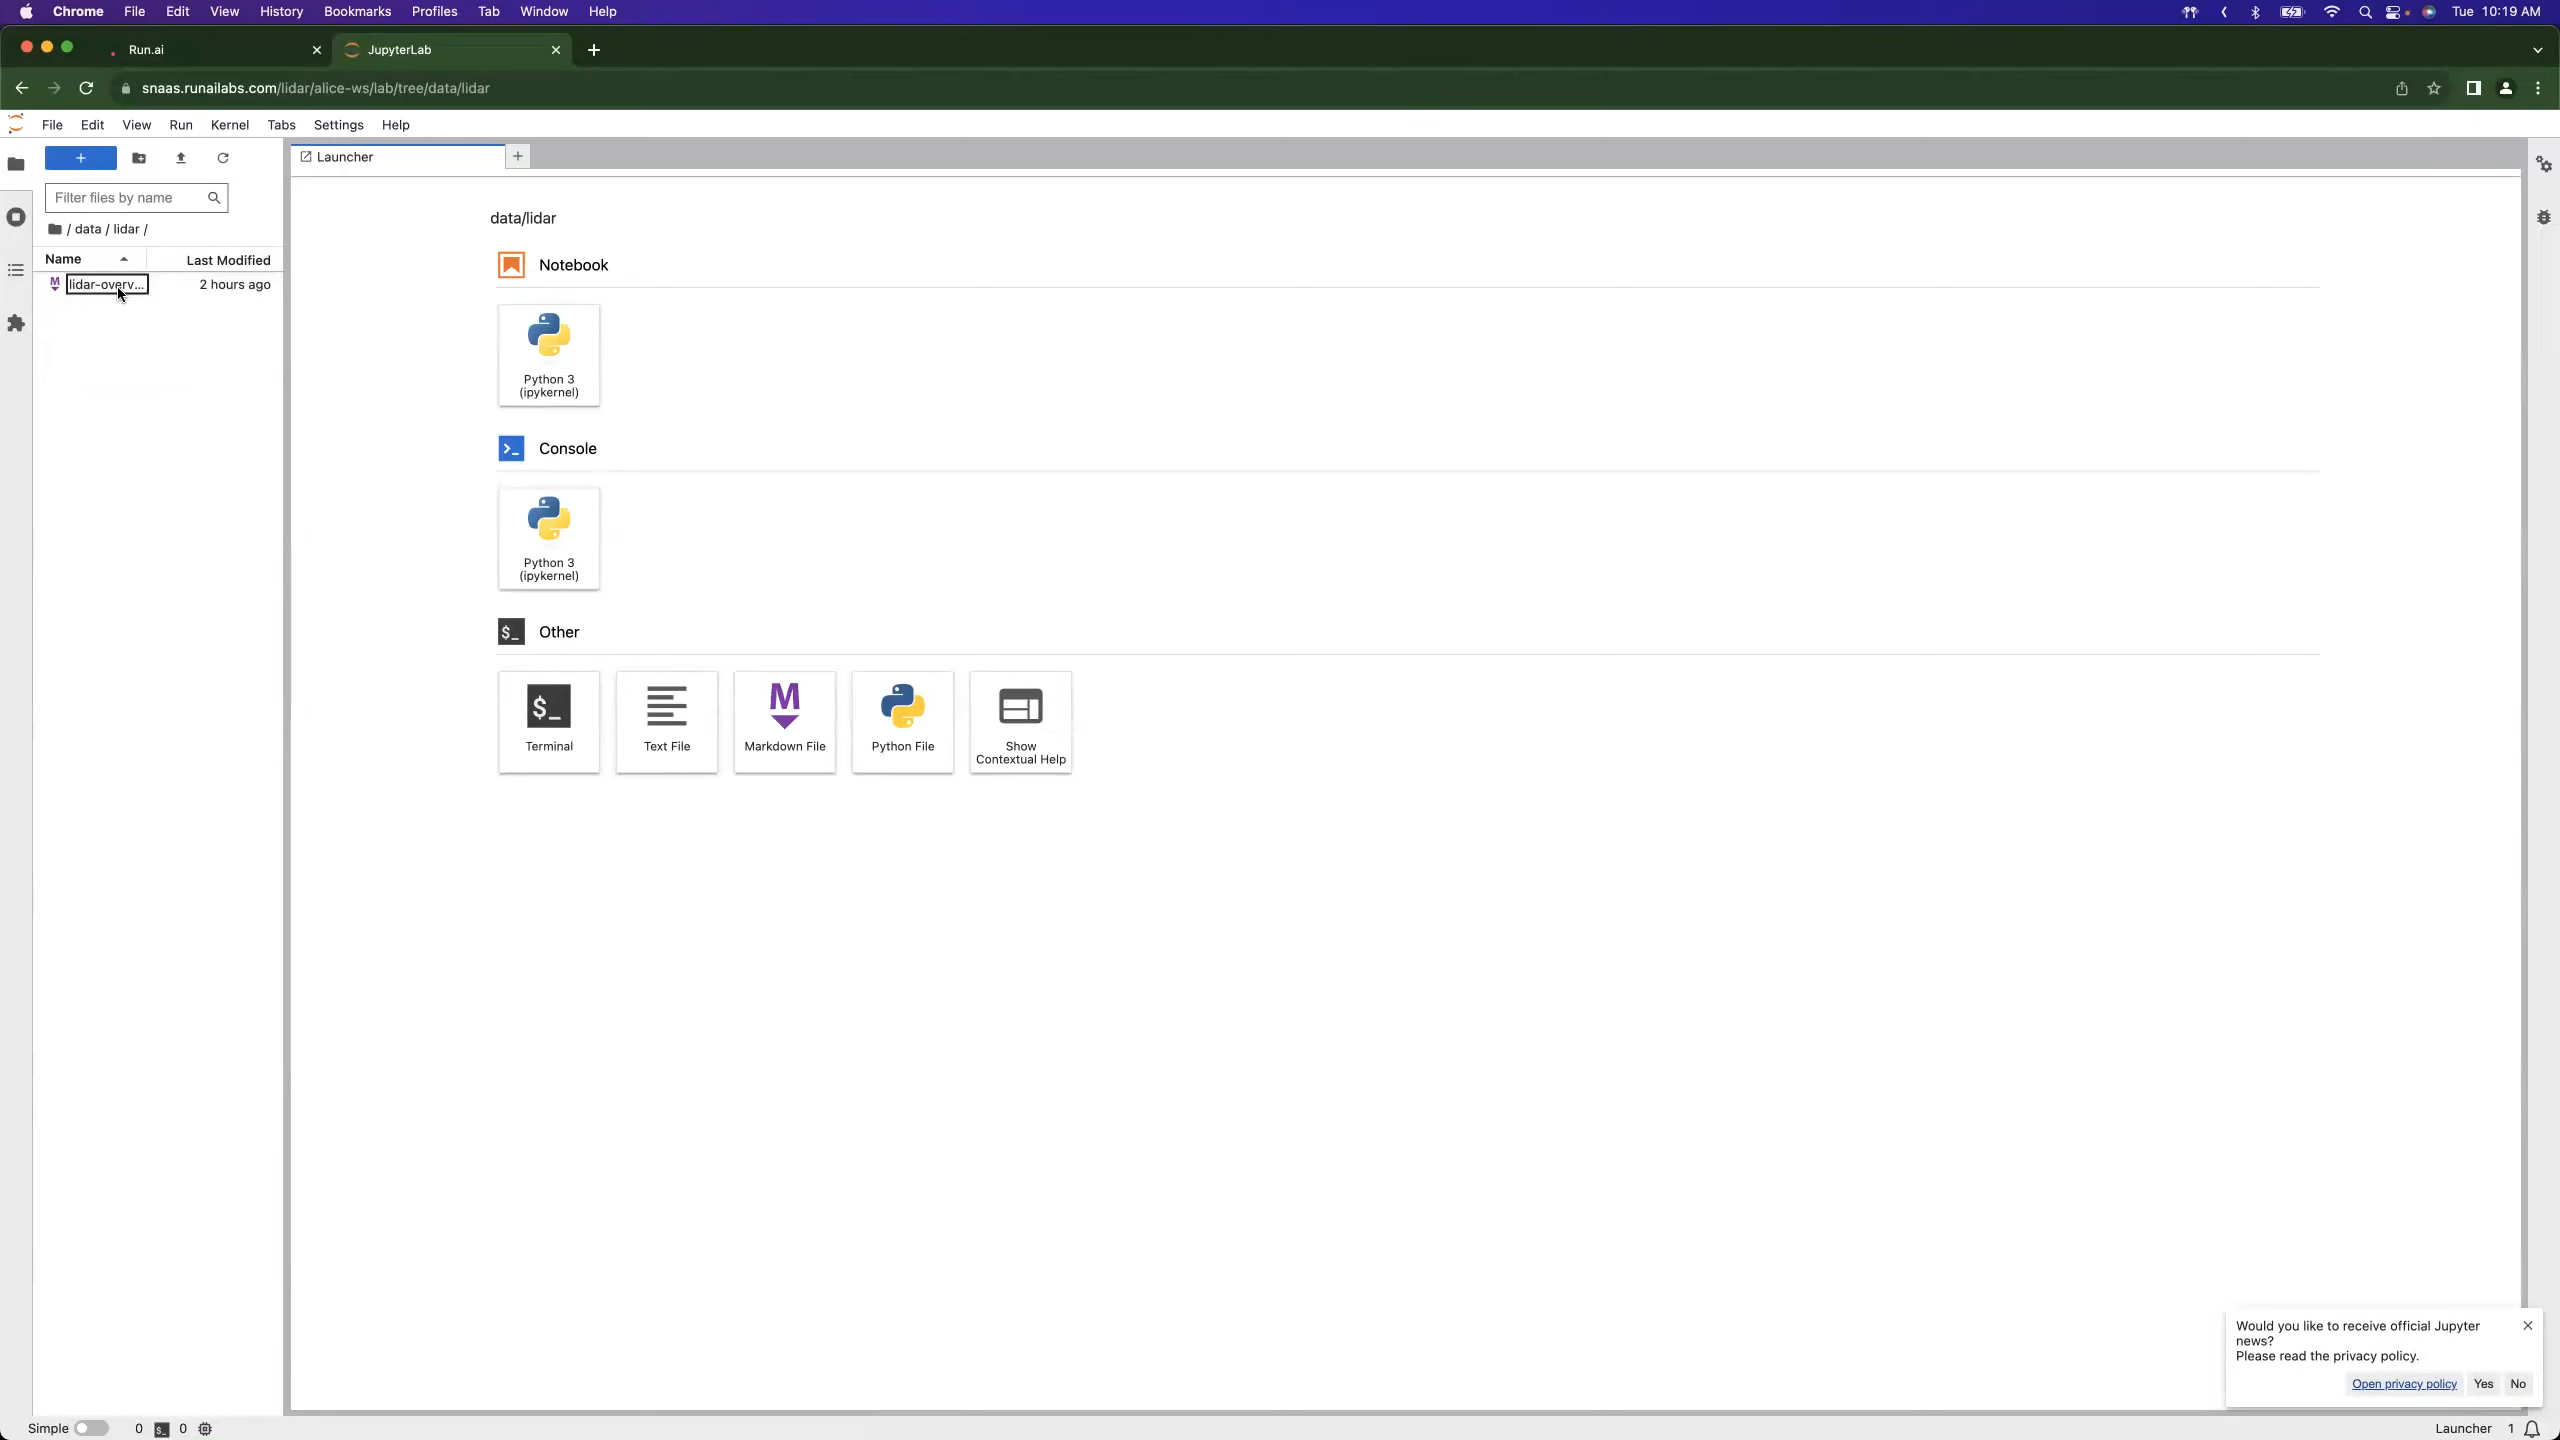 Chrome File Edit View History Bookmarks Profiles Tab Window Help Tue 10:19 AM
Run.ai JupyterLab
snaas.runailabs.com/lidar/alice-ws/lab/tree/data/lidar
File Edit View Run Kernel Tabs Settings Help
+
Launcher
Filter files by name
/ data / lidar /
Name Last Modified
M lidar-overv... 2 hours ago
data/lidar
Notebook
Python 3
(ipykernel)
>_ Console
Python 3
(ipykernel)
$_ Other
$_
M
Terminal
Text File
Markdown File
Python File
Show
Contextual Help
Would you like to receive official Jupyter
news?
Please read the privacy policy.
Open privacy policy Yes No
Simple 0 $_ 0 Launcher 1